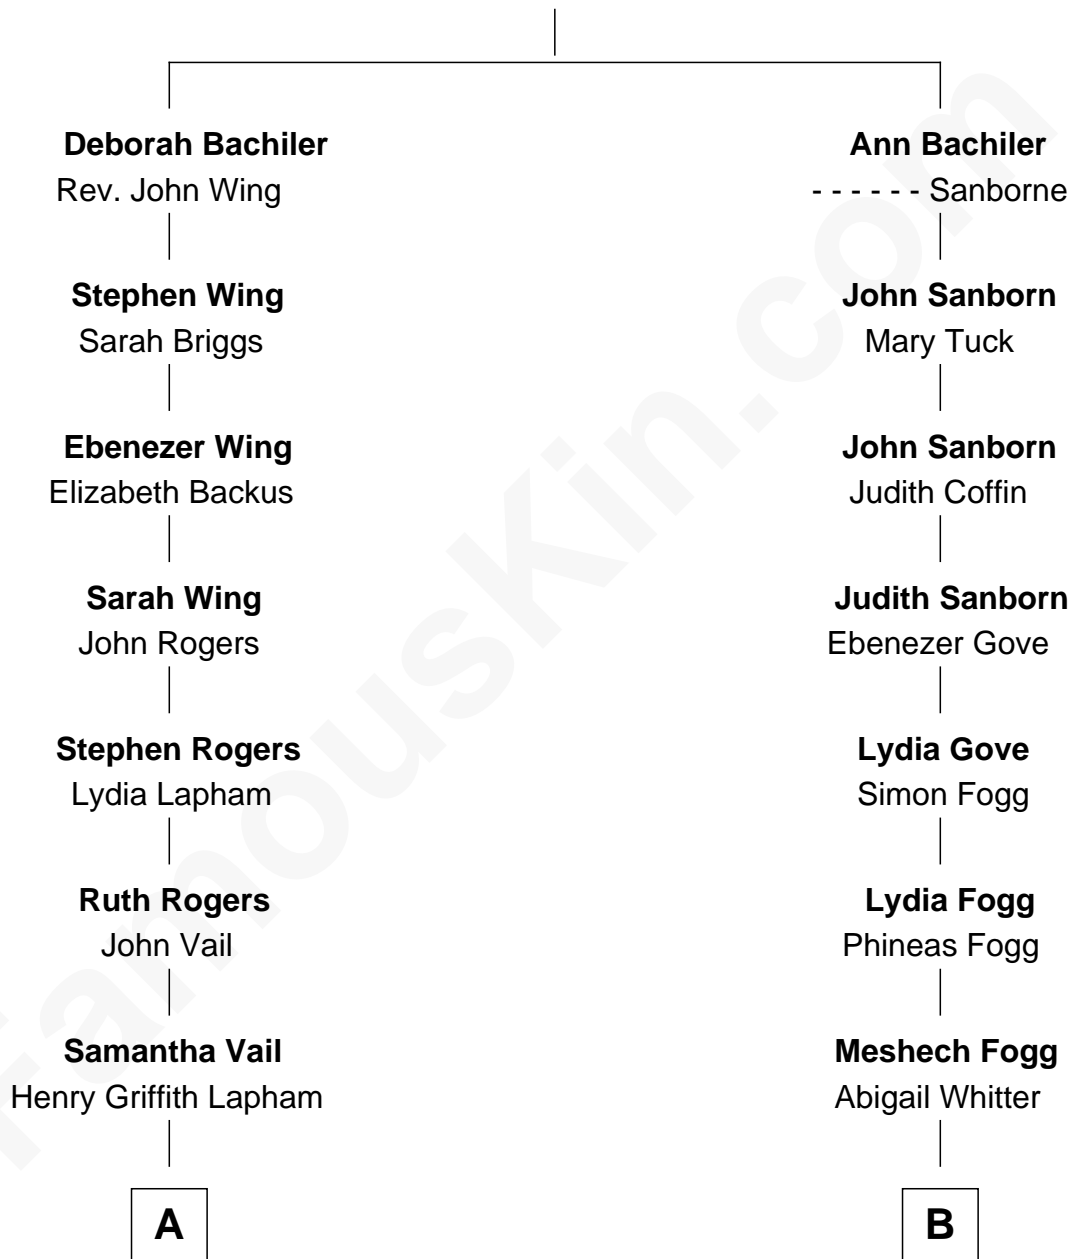 Deborah Bachiler
Rev. John Wing
Stephen Wing
Sarah Briggs
Ebenezer Wing
Elizabeth Backus
Sarah Wing
John Rogers
Stephen Rogers
Lydia Lapham
Ruth Rogers
John Vail
Samantha Vail
Henry Griffith Lapham
A
Ann Bachiler
- - - - - - Sanborne
John Sanborn
Mary Tuck
John Sanborn
Judith Coffin
Judith Sanborn
Ebenezer Gove
Lydia Gove
Simon Fogg
Lydia Fogg
Phineas Fogg
Meshech Fogg
Abigail Whitter
B
FamousKin.com